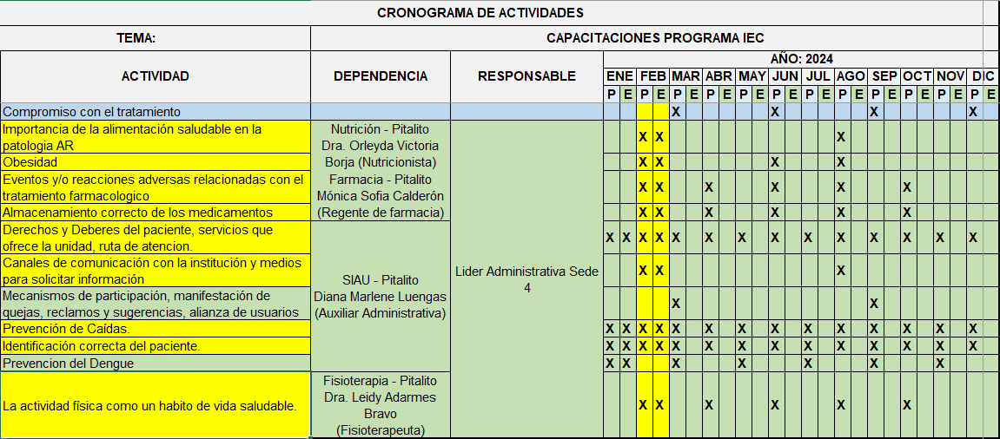 CRONOGRAMA DE ACTIVIDADES
TEMA: CAPACITACIONES PROGRAMA IEC
ACTIVIDAD DEPENDENCIA RESPONSABLE AÑO: 2024
ENE FEB MAR ABR MAY JUN JUL AGO SEP OCT NOV DIC
P E P E P E P E P E P E P E P E P E P E P E P E
Compromiso con el tratamiento X X X X
Importancia de la alimentación saludable en la
patologia AR X X X
Obesidad X X X X
Nutrición - Pitalito
Dra. Orleyda Victoria
Borja (Nutricionista)
Farmacia - Pitalito
Mónica Sofia Calderón
(Regente de farmacia)
Eventos y/o reacciones adversas relacionadas con el
tratamiento farmacologico X X X X X X
Almacenamiento correcto de los medicamentos X X X X X X
Derechos y Deberes del paciente, servicios que
ofrece la unidad, ruta de atencion. X X X X X X X X X X X X X X
Canales de comunicación con la institución y medios
para solicitar información X X X
SIAU - Pitalito
Diana Marlene Luengas
(Auxiliar Administrativa)
Lider Administrativa Sede
4
Mecanismos de participación, manifestación de
quejas, reclamos y sugerencias, alianza de usuarios X X
Prevención de Caídas. X X X X X X X X X X X X X X
Identificación correcta del paciente. X X X X X X X X X X X X X X
Prevencion del Dengue X X X X X X X
La actividad física como un habito de vida saludable. X X X X X X
Fisioterapia - Pitalito
Dra. Leidy Adarmes
Bravo
(Fisioterapeuta)